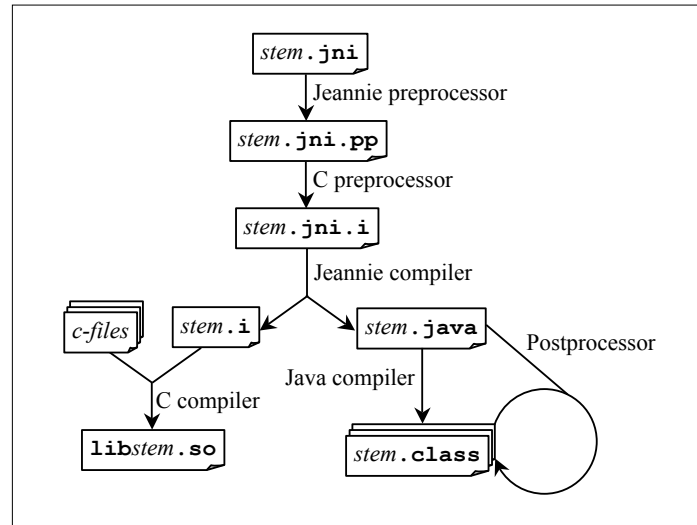 stem.jni
Jeannie preprocessor
stem.jni.pp
C preprocessor
stem.jni.i
Jeannie compiler
c-files
stem.i
stem.java
Postprocessor
Java compiler
C compiler
libstem.so
stem.class